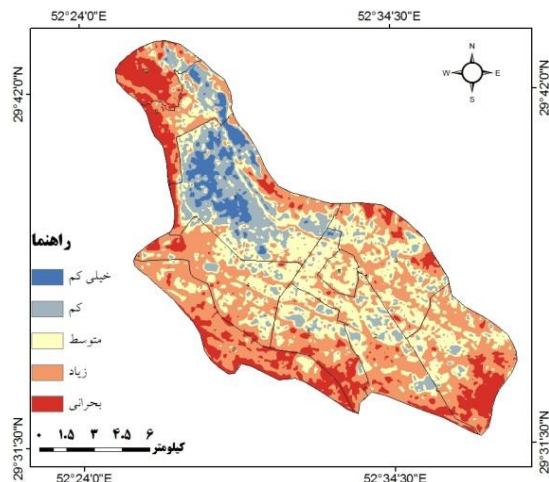 52°24'0"E
52°34'30"E
29°42'0"N
29°42'0"N
N
W E
S
راهنما
خیلی کم
کم
متوسط
زیاد
بحرانی
۰ ۱.۵ ۳ ۴.۵ ۶
کیلومتر
29°31'30"N
29°31'30"N
52°24'0"E
52°34'30"E